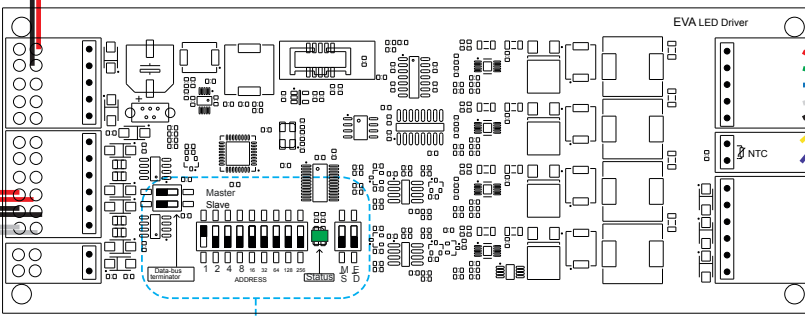 EVA LED Driver
NTC
Master
Slave
1 2 4 8 16 32 64 128 256
M E
S D
Data-bus
terminator
ADDRESS
Status